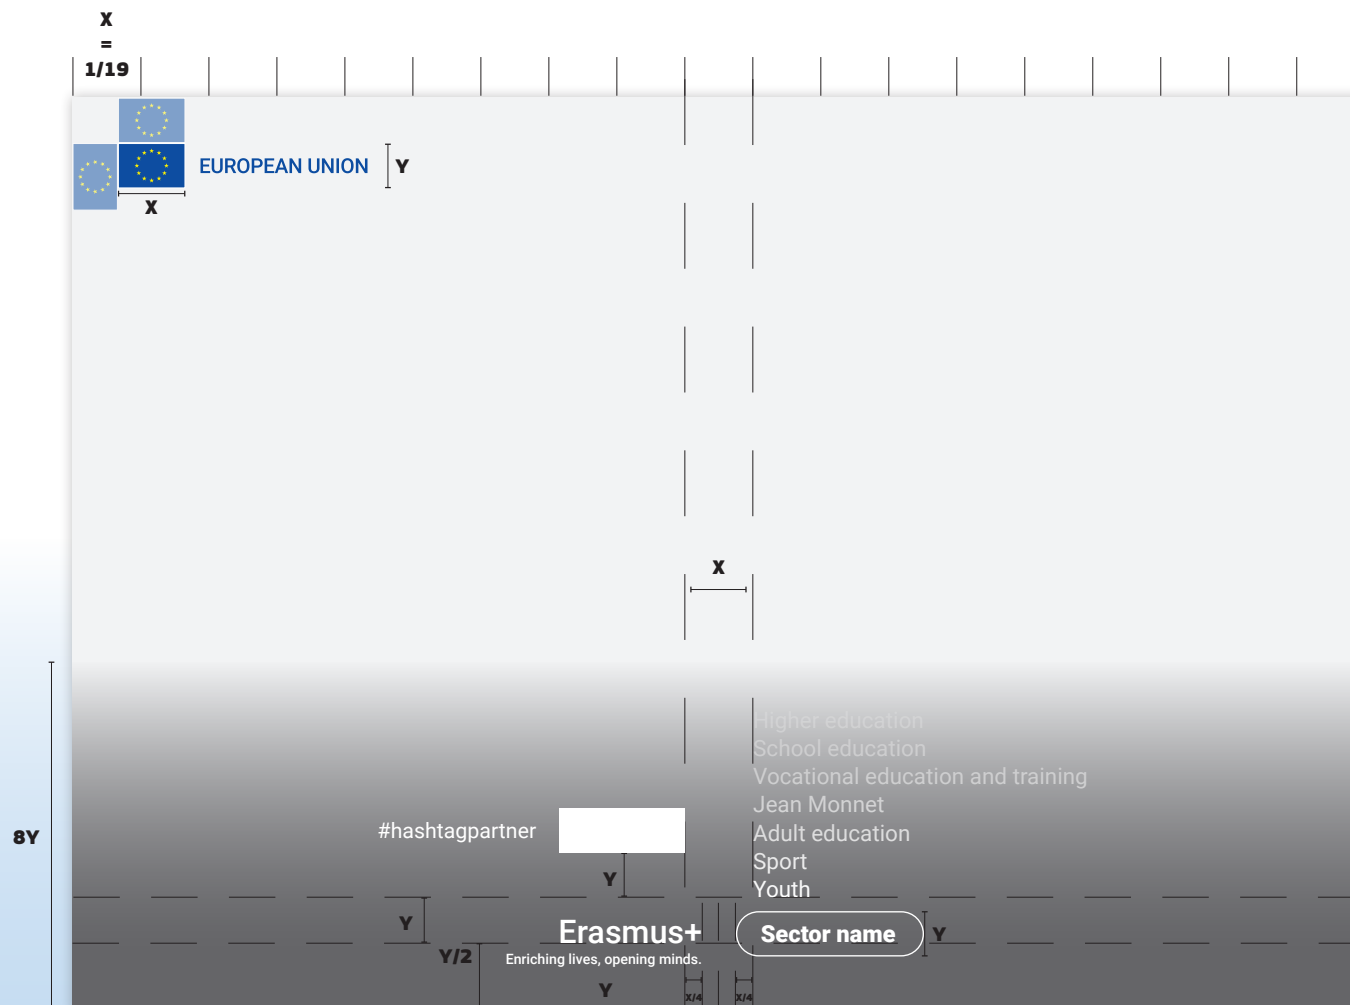 X
=
1/19
EUROPEAN UNION
Y
X
X
Higher education
School education
Vocational education and training
Jean Monnet
#hashtagpartner
Adult education
8Y
Sport
Y
Youth
Y
Erasmus+
Sector name
Y
Y/2
Enriching lives, opening minds.
Y
X/4
X/4